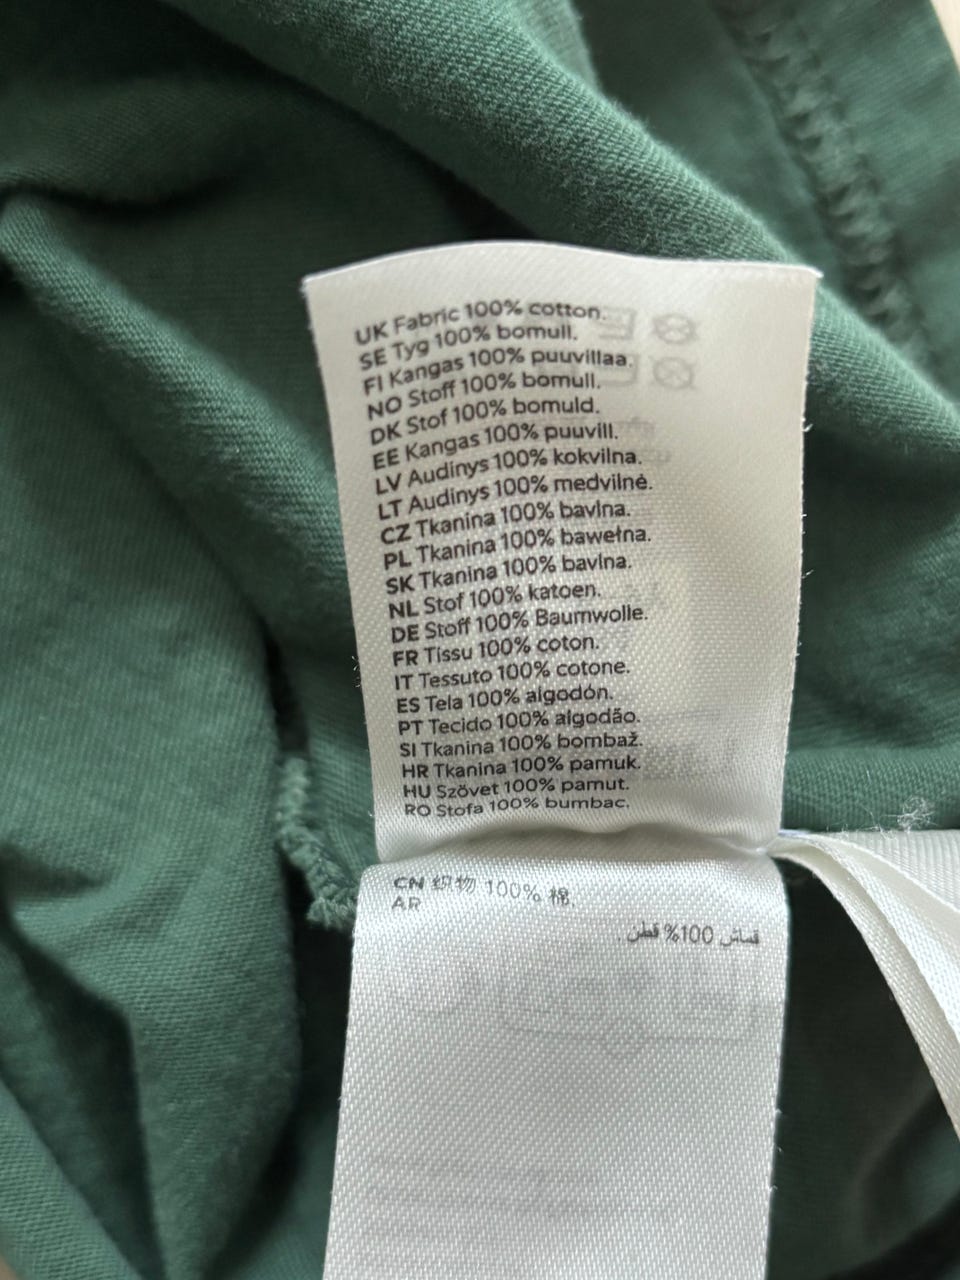 UK Fabric 100% cotton.
SE Tyg 100% bomull.
FI Kangas 100% puuvillaa.
NO Stoff 100% bomull.
DK Stof 100% bomuld.
EE Kangas 100% puuvill.
LV Audinys 100% kokvilna.
LT Audinys 100% medvilnė.
CZ Tkanina 100% bavlna.
PL Tkanina 100% bawełna.
SK Tkanina 100% bavlna.
NL Stof 100% katoen.
DE Stoff 100% Baumwolle.
FR Tissu 100% coton.
IT Tessuto 100% cotone.
ES Tela 100% algodón.
PT Tecido 100% algodão.
SI Tkanina 100% bombaž.
HR Tkanina 100% pamuk.
HU Szövet 100% pamut.
RO Stofa 100% bumbac.
CN 织物 100% 棉.
AR
قماش 100% قطن.